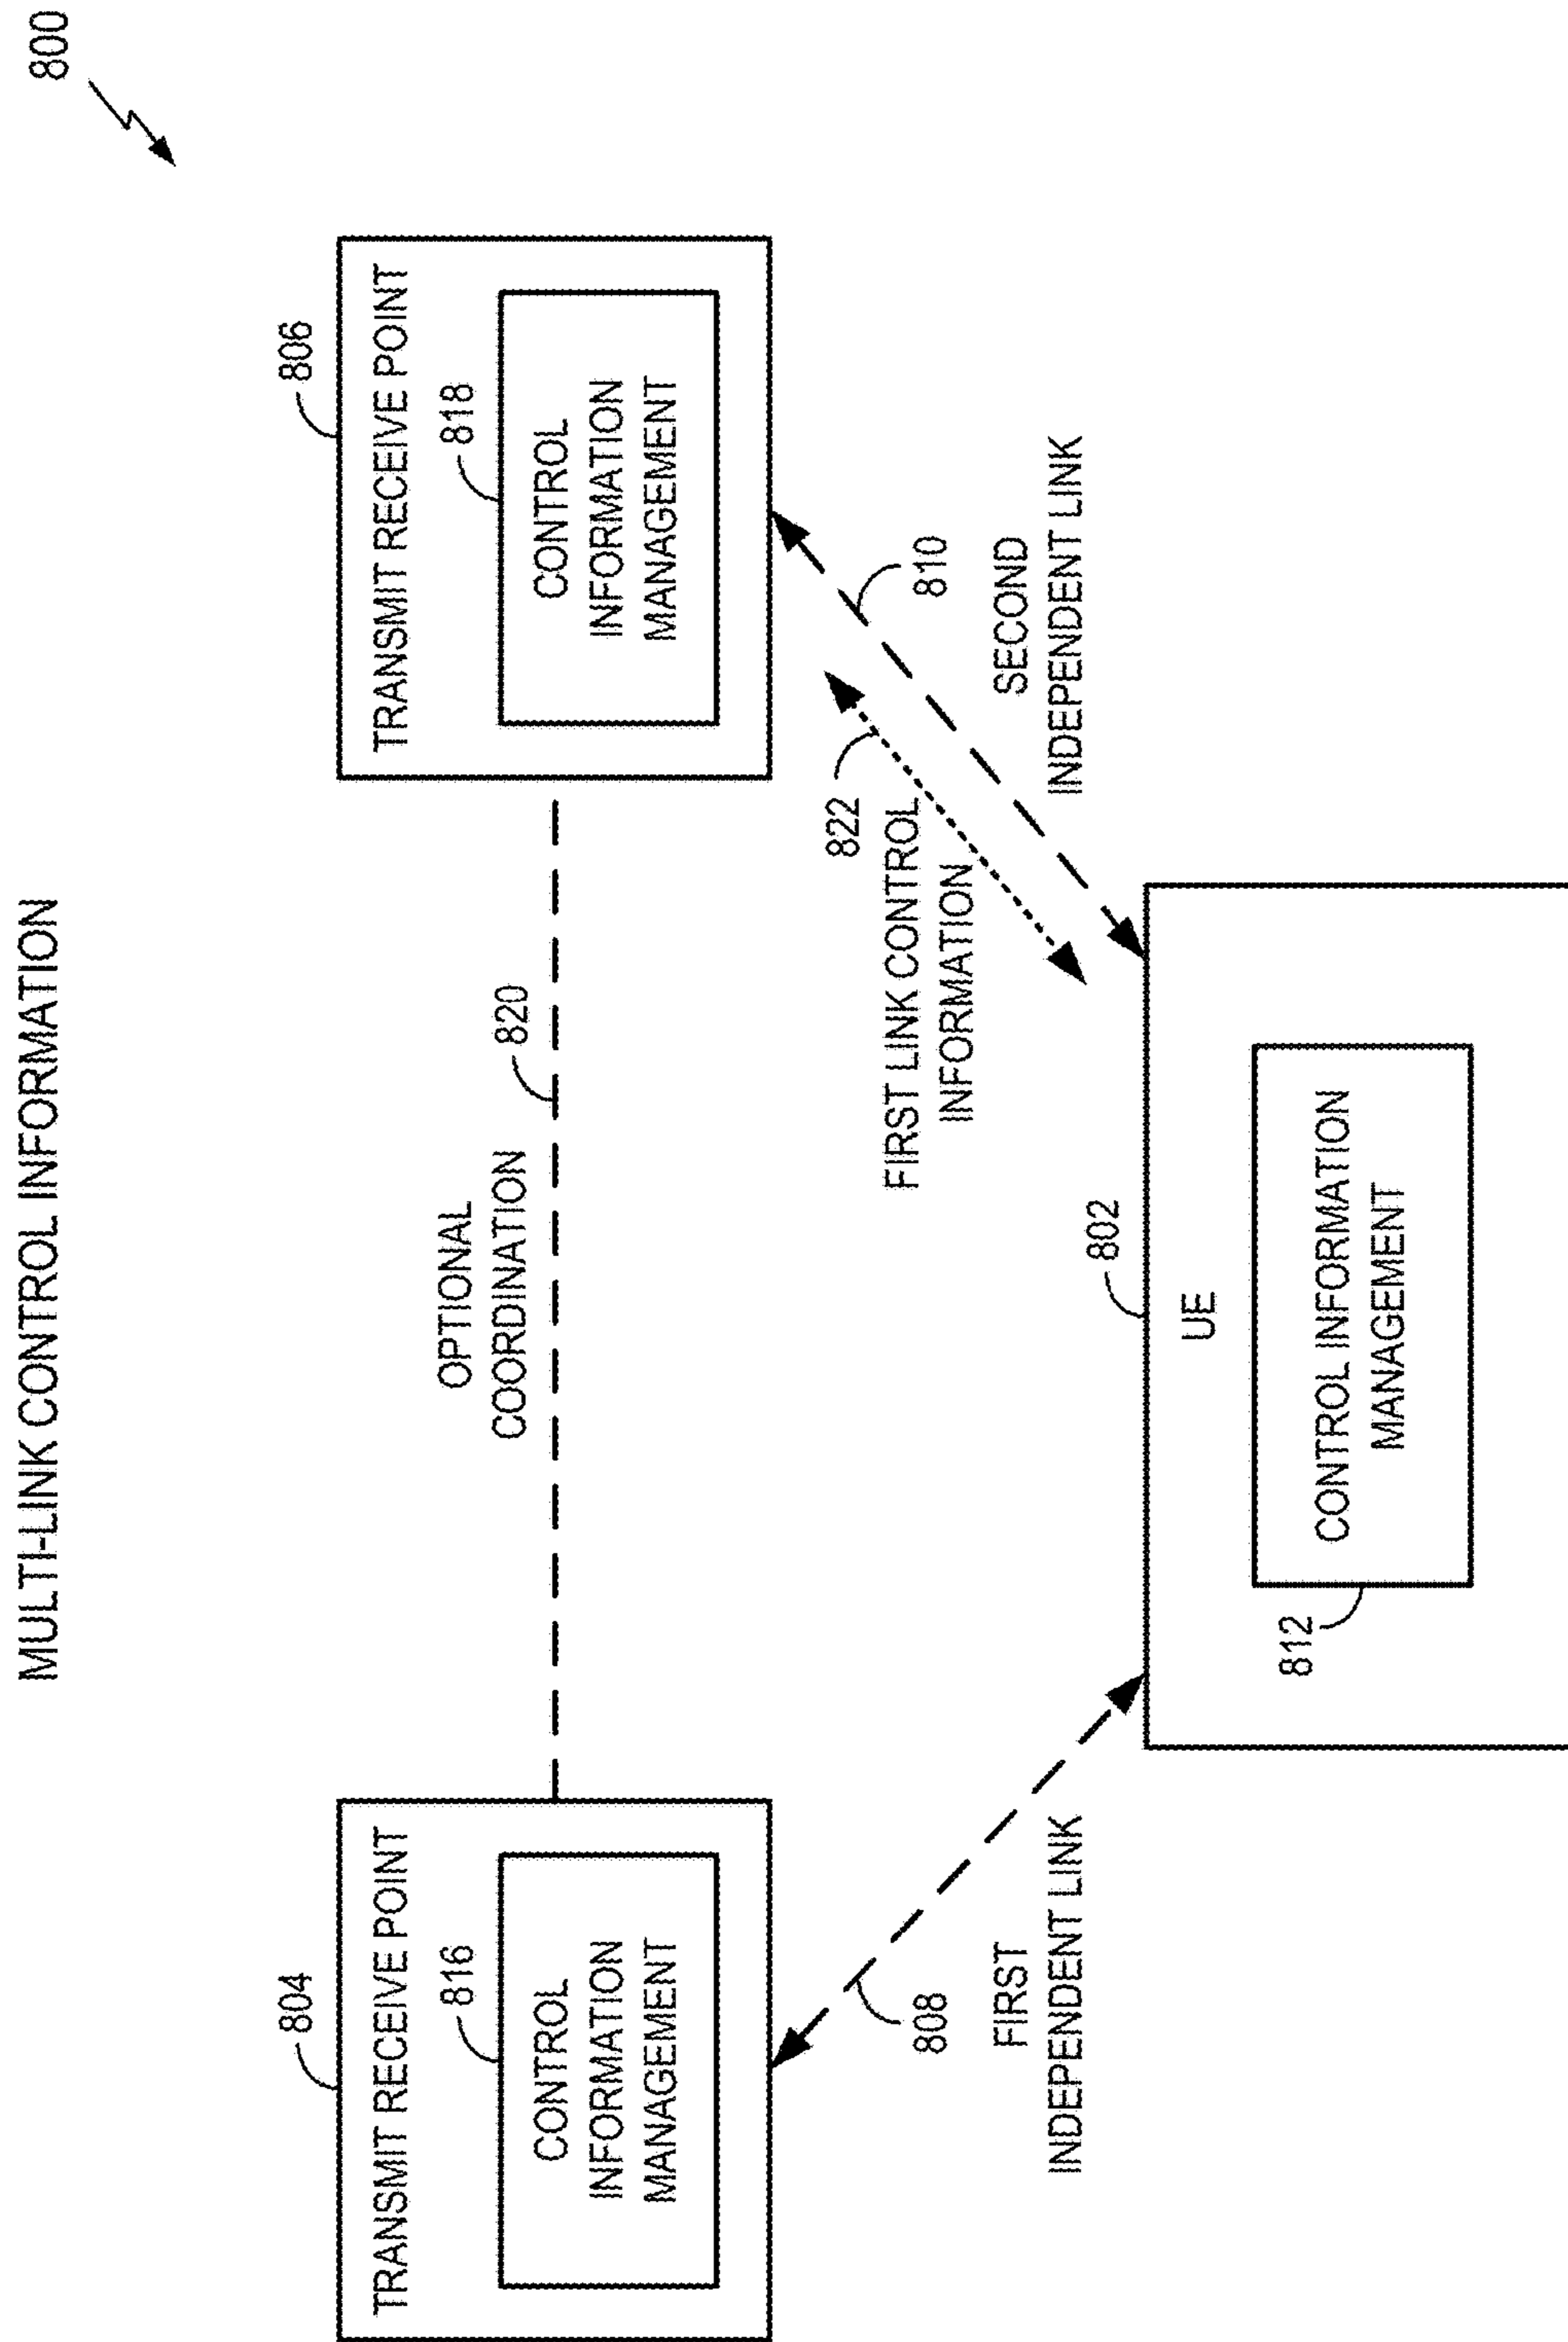 MULTI-LINK CONTROL INFORMATION
800
804
TRANSMIT RECEIVE POINT
816
CONTROL
INFORMATION
MANAGEMENT
OPTIONAL
COORDINATION
820
806
TRANSMIT RECEIVE POINT
818
CONTROL
INFORMATION
MANAGEMENT
808
FIRST
INDEPENDENT LINK
822
FIRST LINK CONTROL
INFORMATION
810
SECOND
INDEPENDENT LINK
802
UE
812
CONTROL INFORMATION
MANAGEMENT